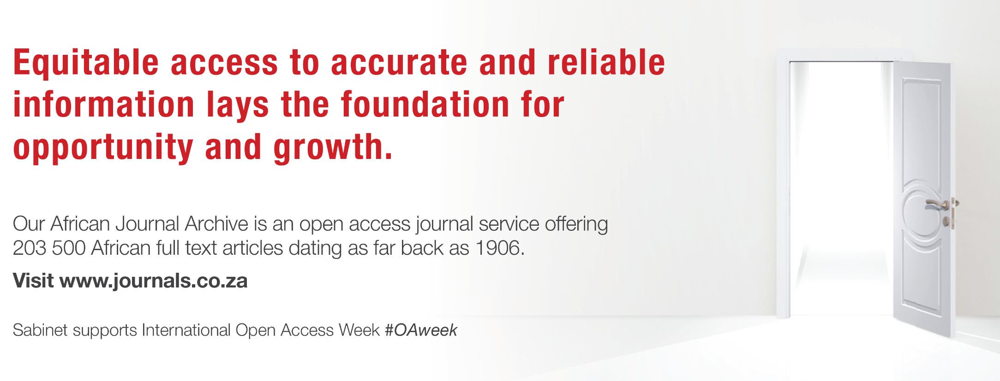 Equitable access to accurate and reliable
information lays the foundation for
opportunity and growth.
Our African Journal Archive is an open access journal service offering
203 500 African full text articles dating as far back as 1906.
Visit www.journals.co.za
Sabinet supports International Open Access Week #OAweek